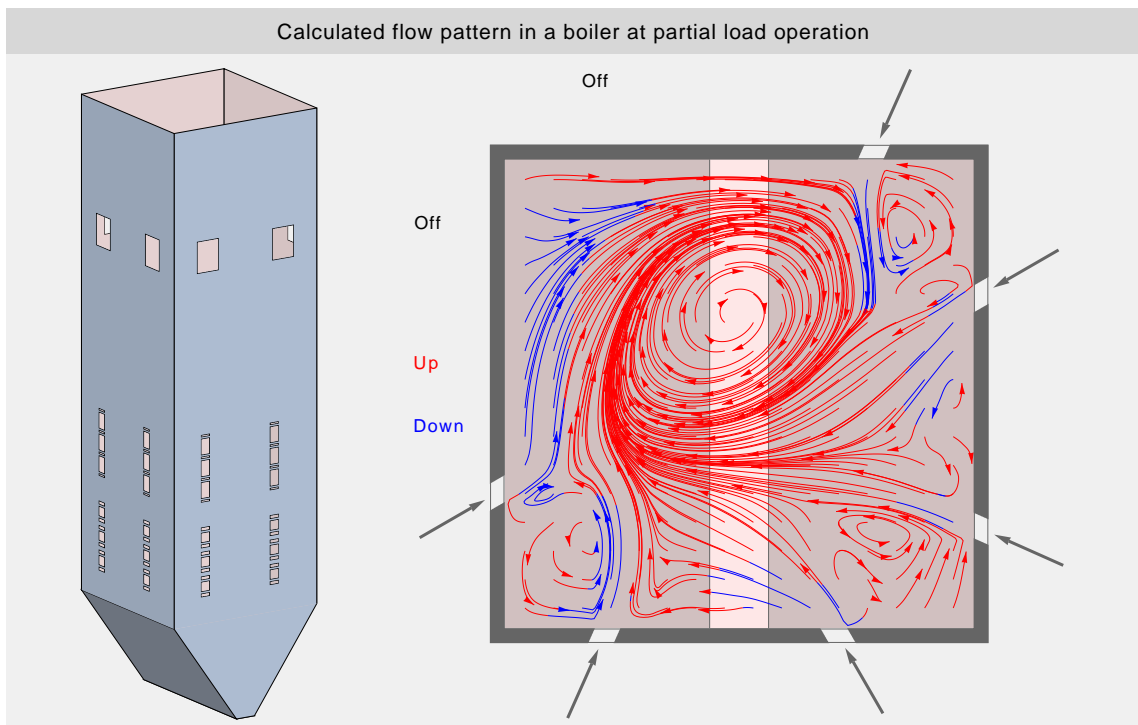 Calculated flow pattern in a boiler at partial load operation
Off
Off
Up
Down